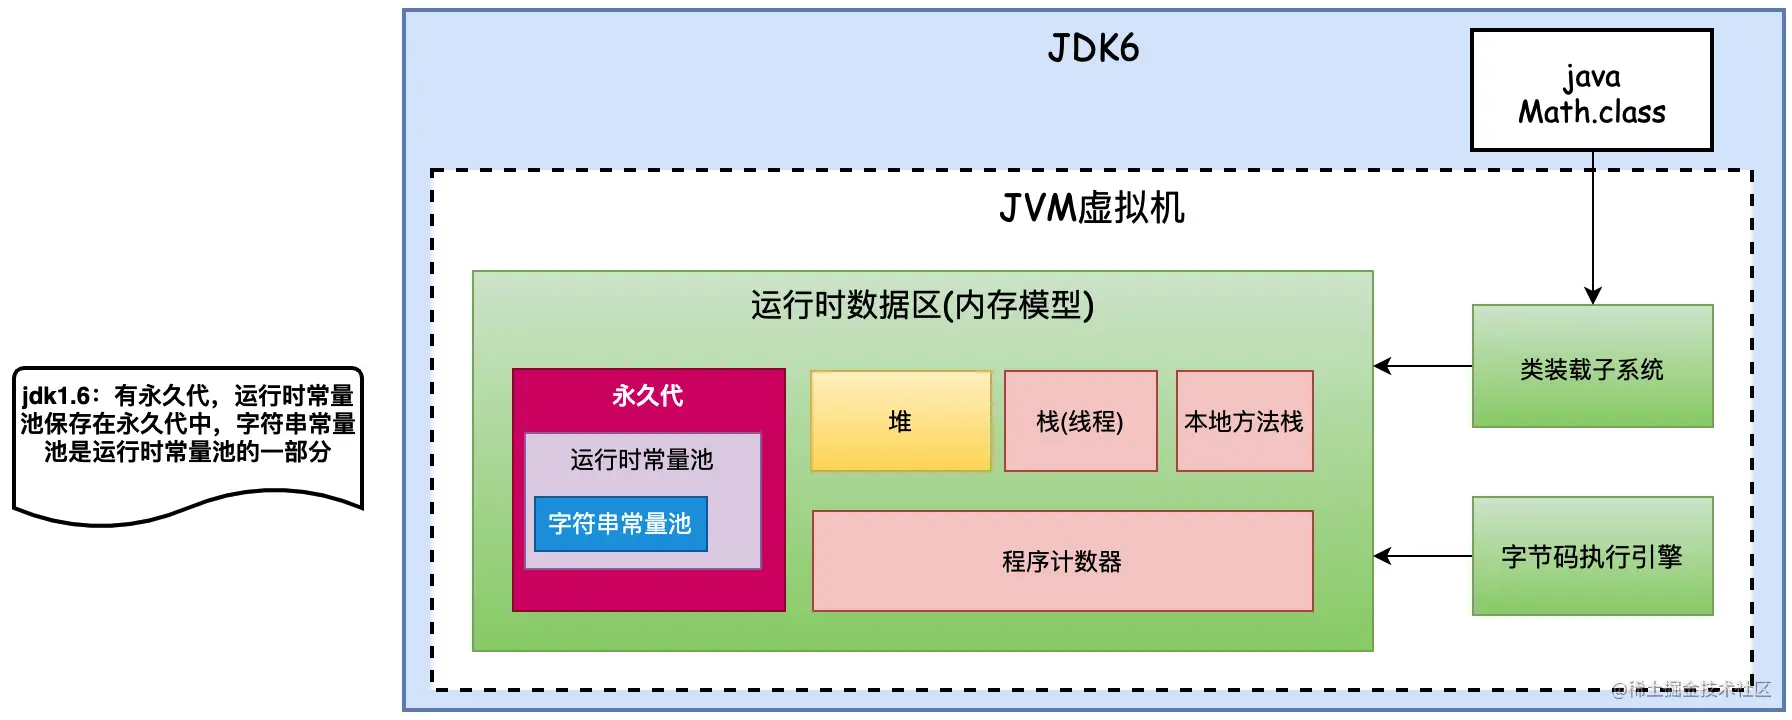 JDK6
java
Math.class
JVM虚拟机
运行时数据区(内存模型)
jdk1.6：有永久代，运行时常量
池保存在永久代中，字符串常量
池是运行时常量池的一部分
永久代
运行时常量池
字符串常量池
堆
栈(线程)
本地方法栈
程序计数器
类装载子系统
字节码执行引擎
@稀土掘金技术社区